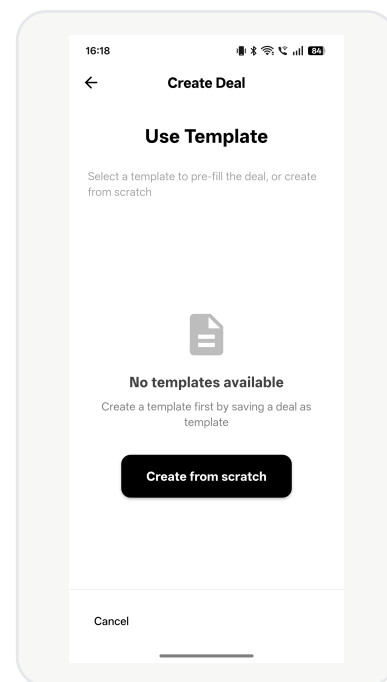 16:18
84
Create Deal
Use Template
Select a template to pre-fill the deal, or create
from scratch
No templates available
Create a template first by saving a deal as
template
Create from scratch
Cancel